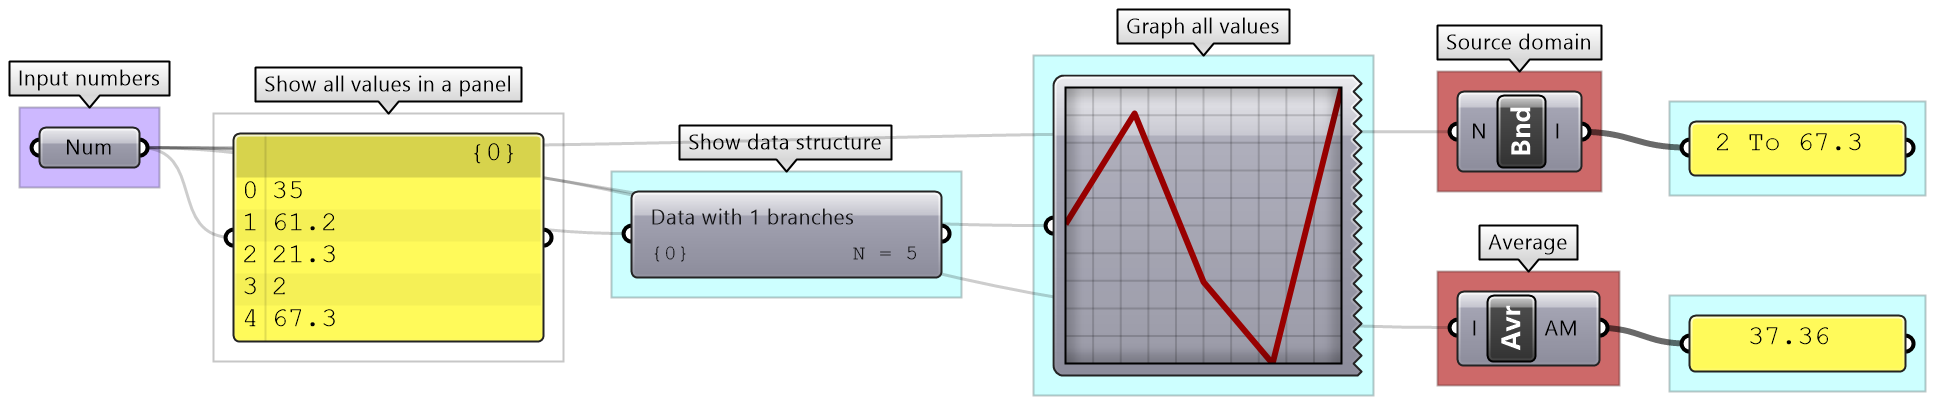 Input numbers
Num
Show all values in a panel
{0}
0 35
1 61.2
2 21.3
3 2
4 67.3
Show data structure
Data with 1 branches
{0} N = 5
Graph all values
Source domain
N Bnd I
2 To 67.3
Average
I Avr AM
37.36